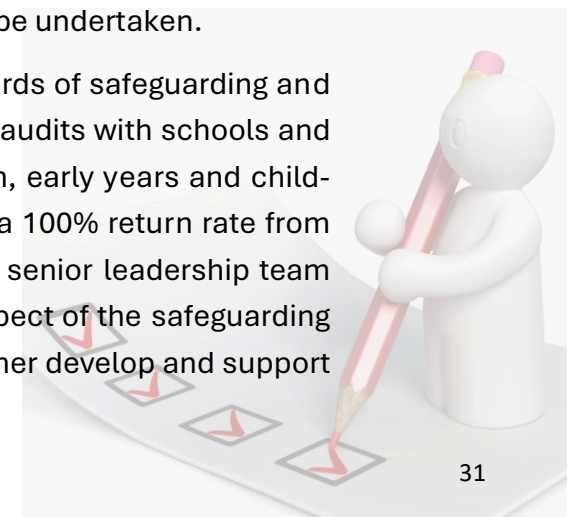 be undertaken.
rds of safeguarding and
audits with schools and
, early years and child-
a 100% return rate from
senior leadership team
pect of the safeguarding
her develop and support
31